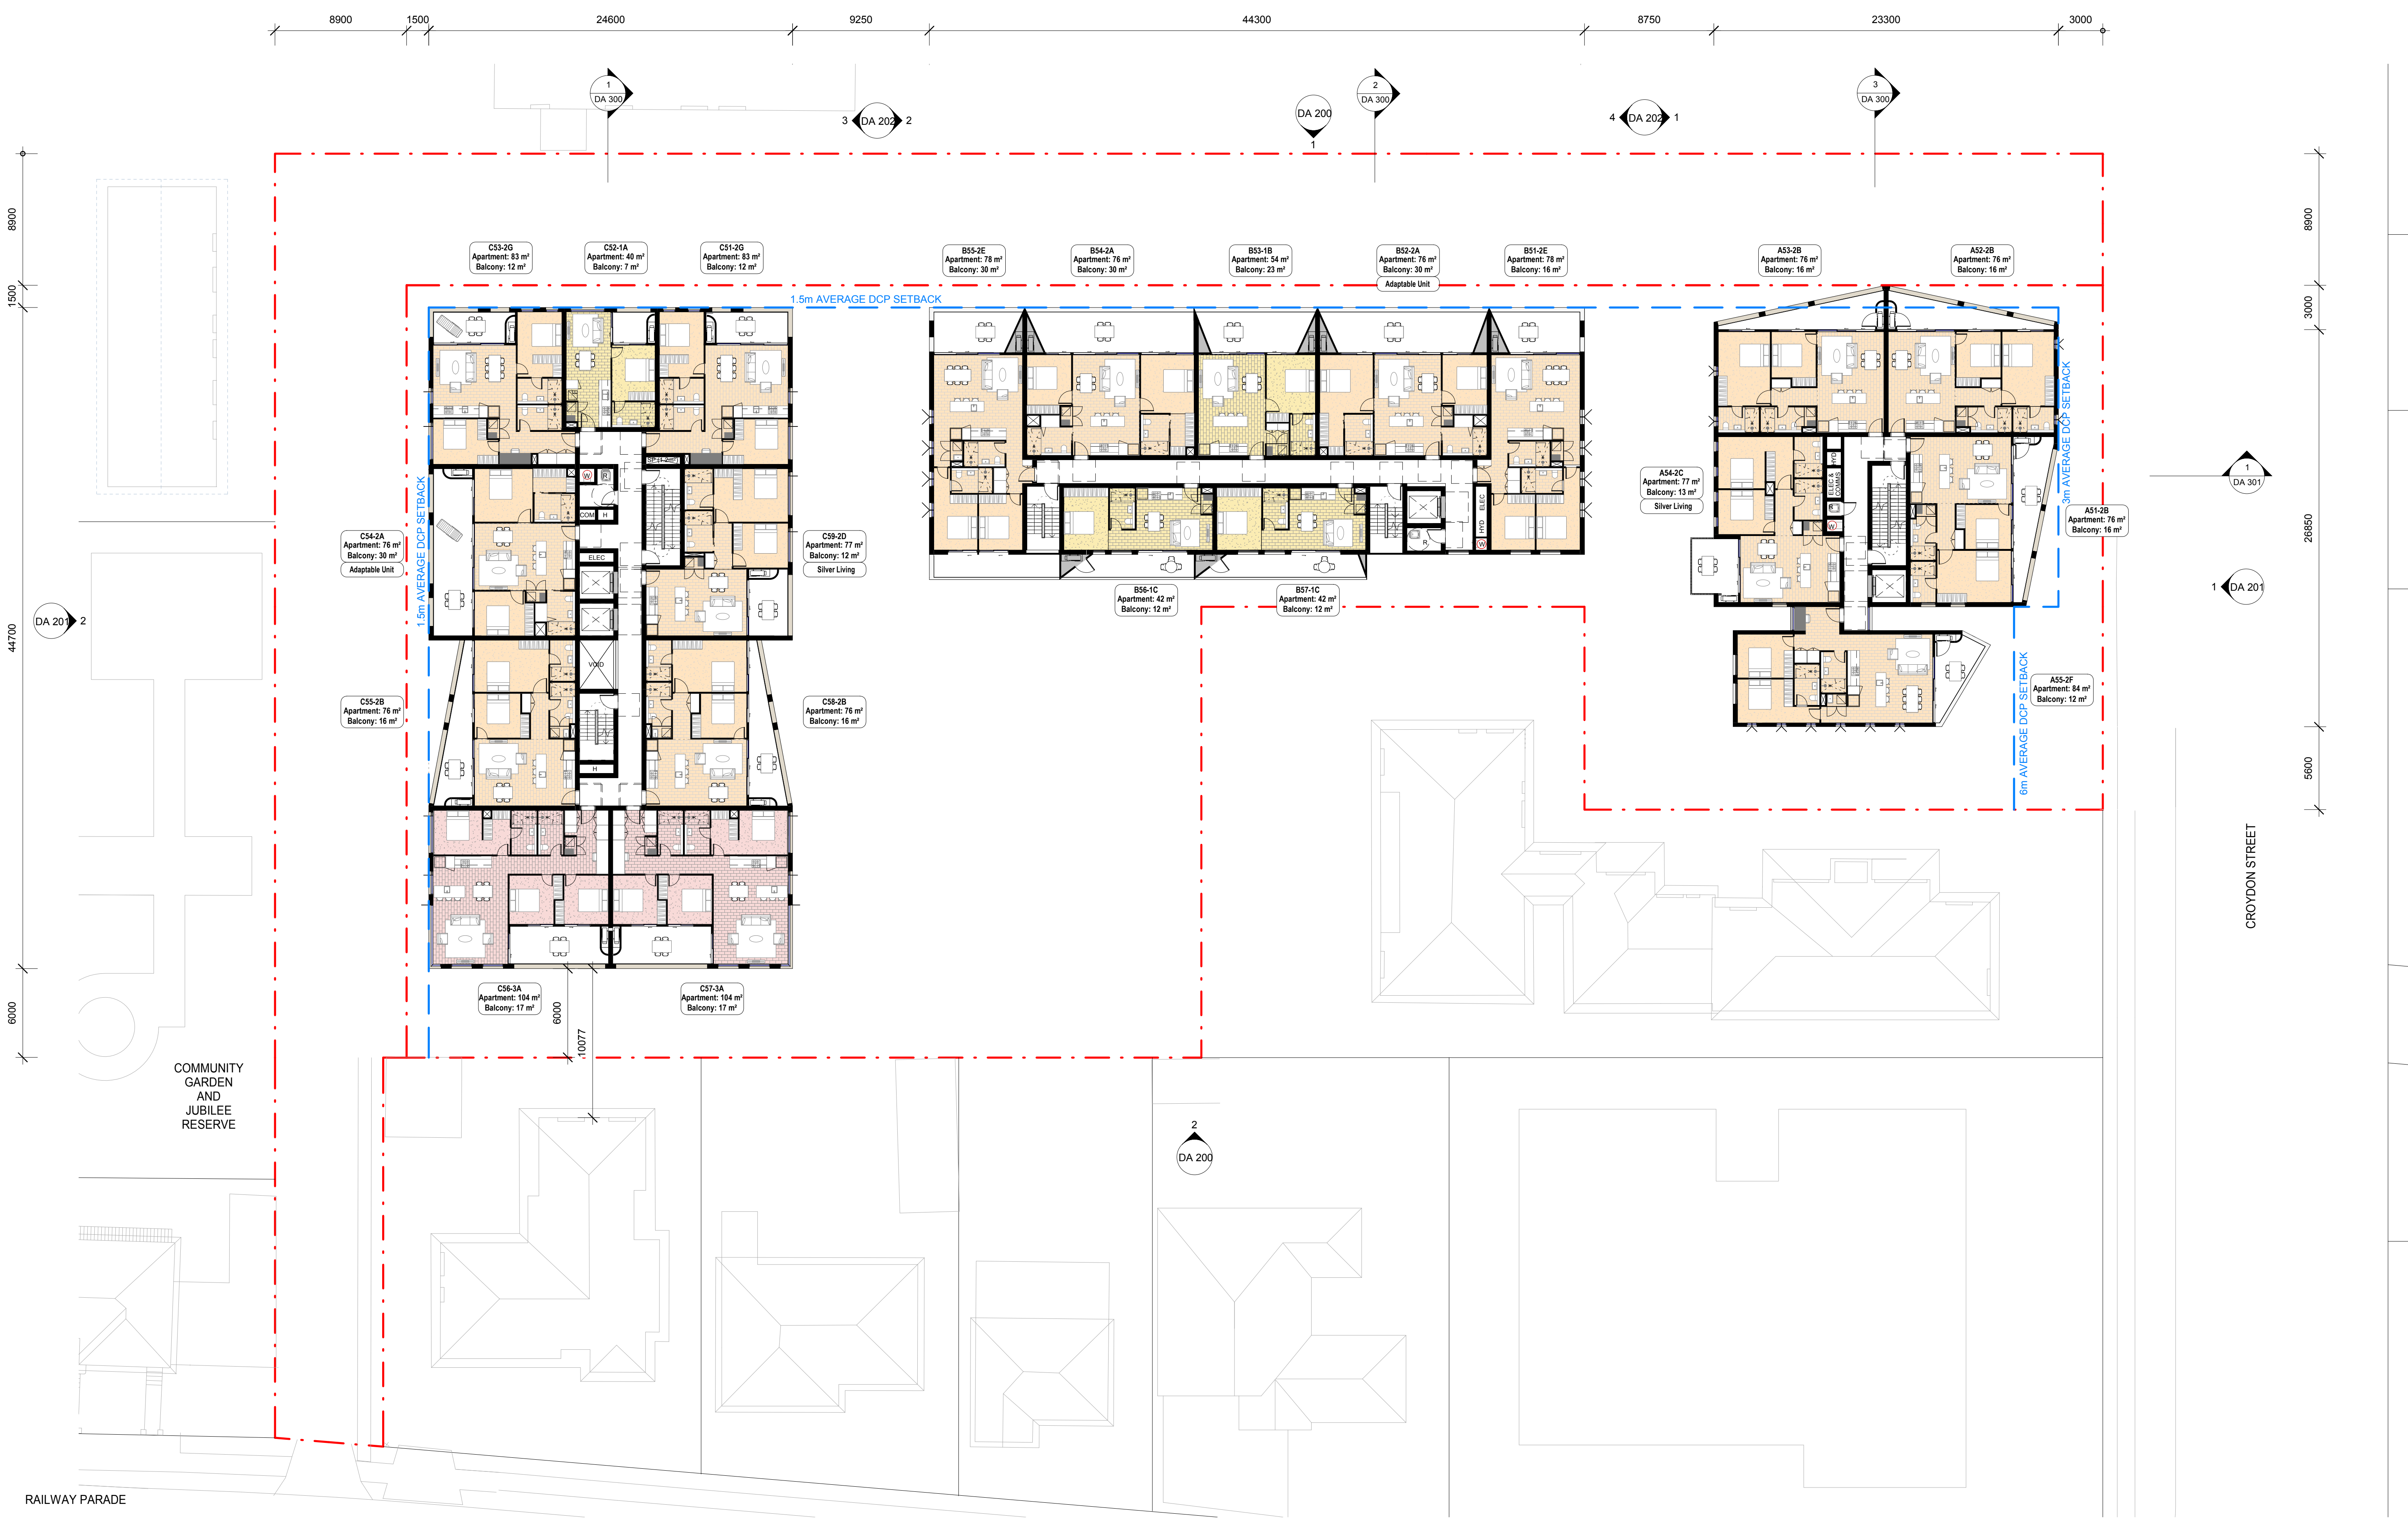 8900
1500
24600
9250
44300
8750
23300
3000
1
DA 300
3
DA 202
2
DA 200
1
2
DA 300
4
DA 202
1
3
DA 300
8900
1500
44700
6000
8900
3000
26850
5600
C53-2G
Apartment: 83 m²
Balcony: 12 m²
C52-1A
Apartment: 40 m²
Balcony: 7 m²
C51-2G
Apartment: 83 m²
Balcony: 12 m²
B55-2E
Apartment: 78 m²
Balcony: 30 m²
B54-2A
Apartment: 76 m²
Balcony: 30 m²
B53-1B
Apartment: 54 m²
Balcony: 23 m²
B52-2A
Apartment: 76 m²
Balcony: 30 m²
Adaptable Unit
B51-2E
Apartment: 78 m²
Balcony: 16 m²
A53-2B
Apartment: 76 m²
Balcony: 16 m²
A52-2B
Apartment: 76 m²
Balcony: 16 m²
1.5m AVERAGE DCP SETBACK
1.5m AVERAGE DCP SETBACK
3m AVERAGE DCP SETBACK
6m AVERAGE DCP SETBACK
W
R
COM
H
ELEC
VOID
H
ELEC
HYD
R
W
HYD
ELEC &
COMMS
R
W
A54-2C
Apartment: 77 m²
Balcony: 13 m²
Silver Living
1
DA 301
A51-2B
Apartment: 76 m²
Balcony: 16 m²
C54-2A
Apartment: 76 m²
Balcony: 30 m²
Adaptable Unit
C59-2D
Apartment: 77 m²
Balcony: 12 m²
Silver Living
B56-1C
Apartment: 42 m²
Balcony: 12 m²
B57-1C
Apartment: 42 m²
Balcony: 12 m²
1
DA 201
DA 201
2
C55-2B
Apartment: 76 m²
Balcony: 16 m²
C58-2B
Apartment: 76 m²
Balcony: 16 m²
A55-2F
Apartment: 84 m²
Balcony: 12 m²
CROYDON STREET
C56-3A
Apartment: 104 m²
Balcony: 17 m²
C57-3A
Apartment: 104 m²
Balcony: 17 m²
6000
10077
COMMUNITY
GARDEN
AND
JUBILEE
RESERVE
2
DA 200
RAILWAY PARADE